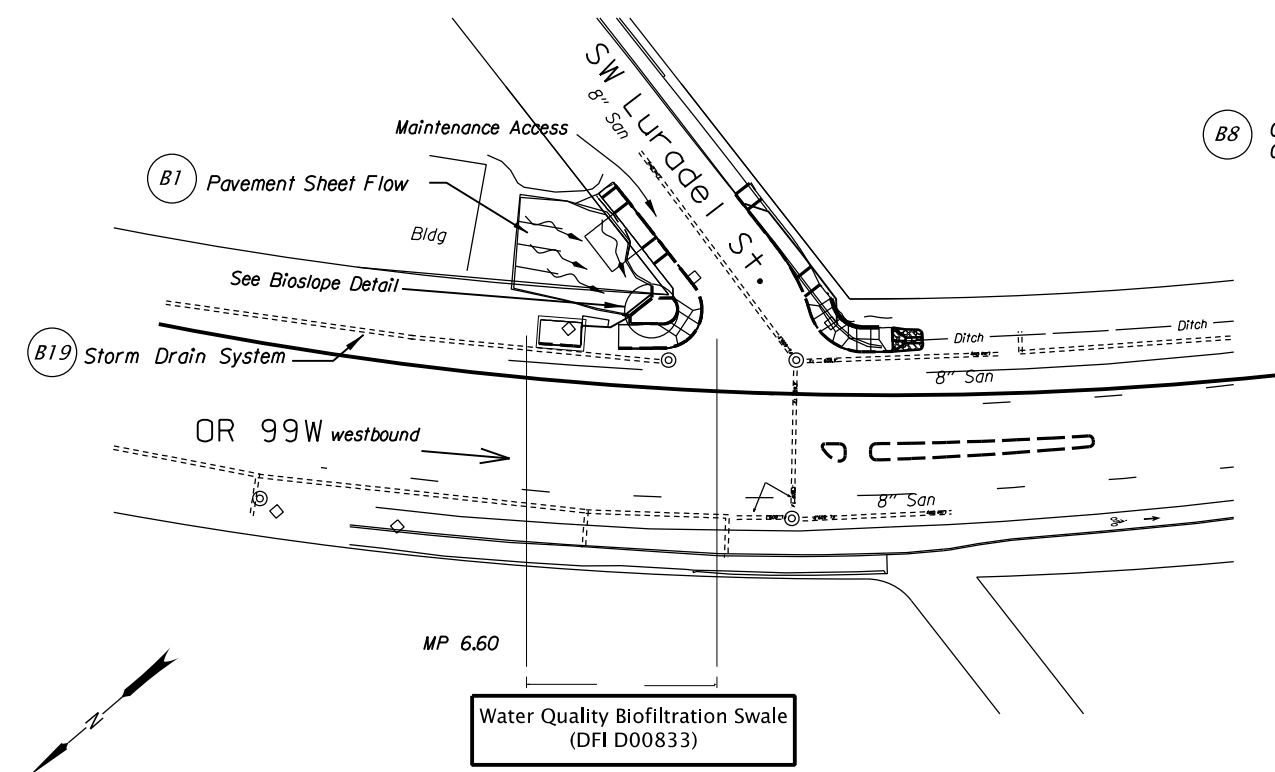 SW Luradel St.
8" San
Maintenance Access
B1 Pavement Sheet Flow
B8
Bldg
See Bioslope Detail
B19 Storm Drain System
Ditch
Ditch
8" San
OR 99W westbound
8" San
MP 6.60
N
Water Quality Biofiltration Swale
(DFI D00833)